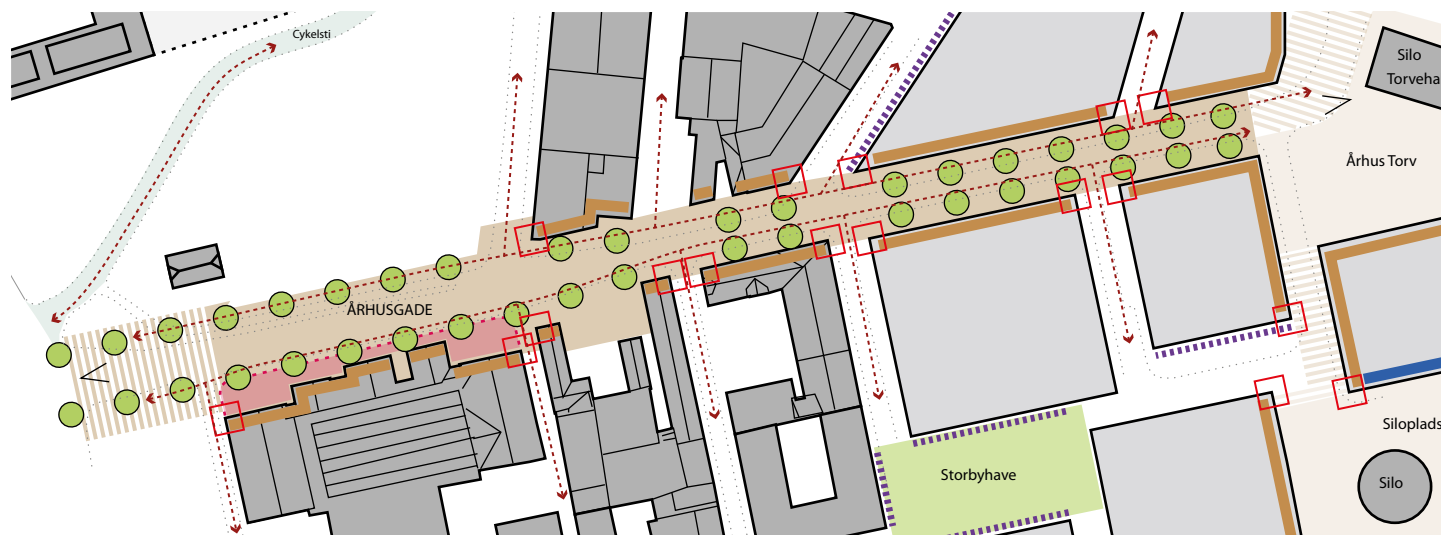 Cykelsti
Silo
Torveha
Århus Torv
ÅRHUSGADE
Siloplads
Storbyhave
Silo